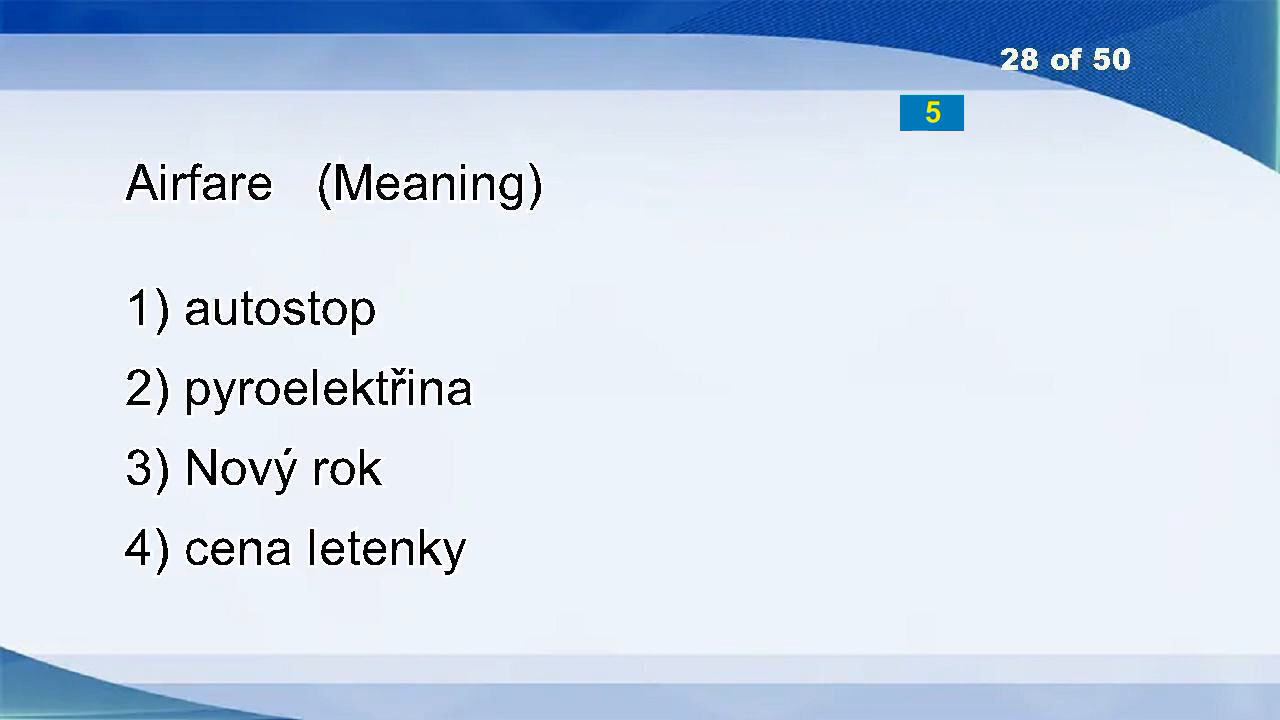 28 of 50
5
Airfare (Meaning)
1) autostop
2) pyroelektřina
3) Nový rok
4) cena letenky